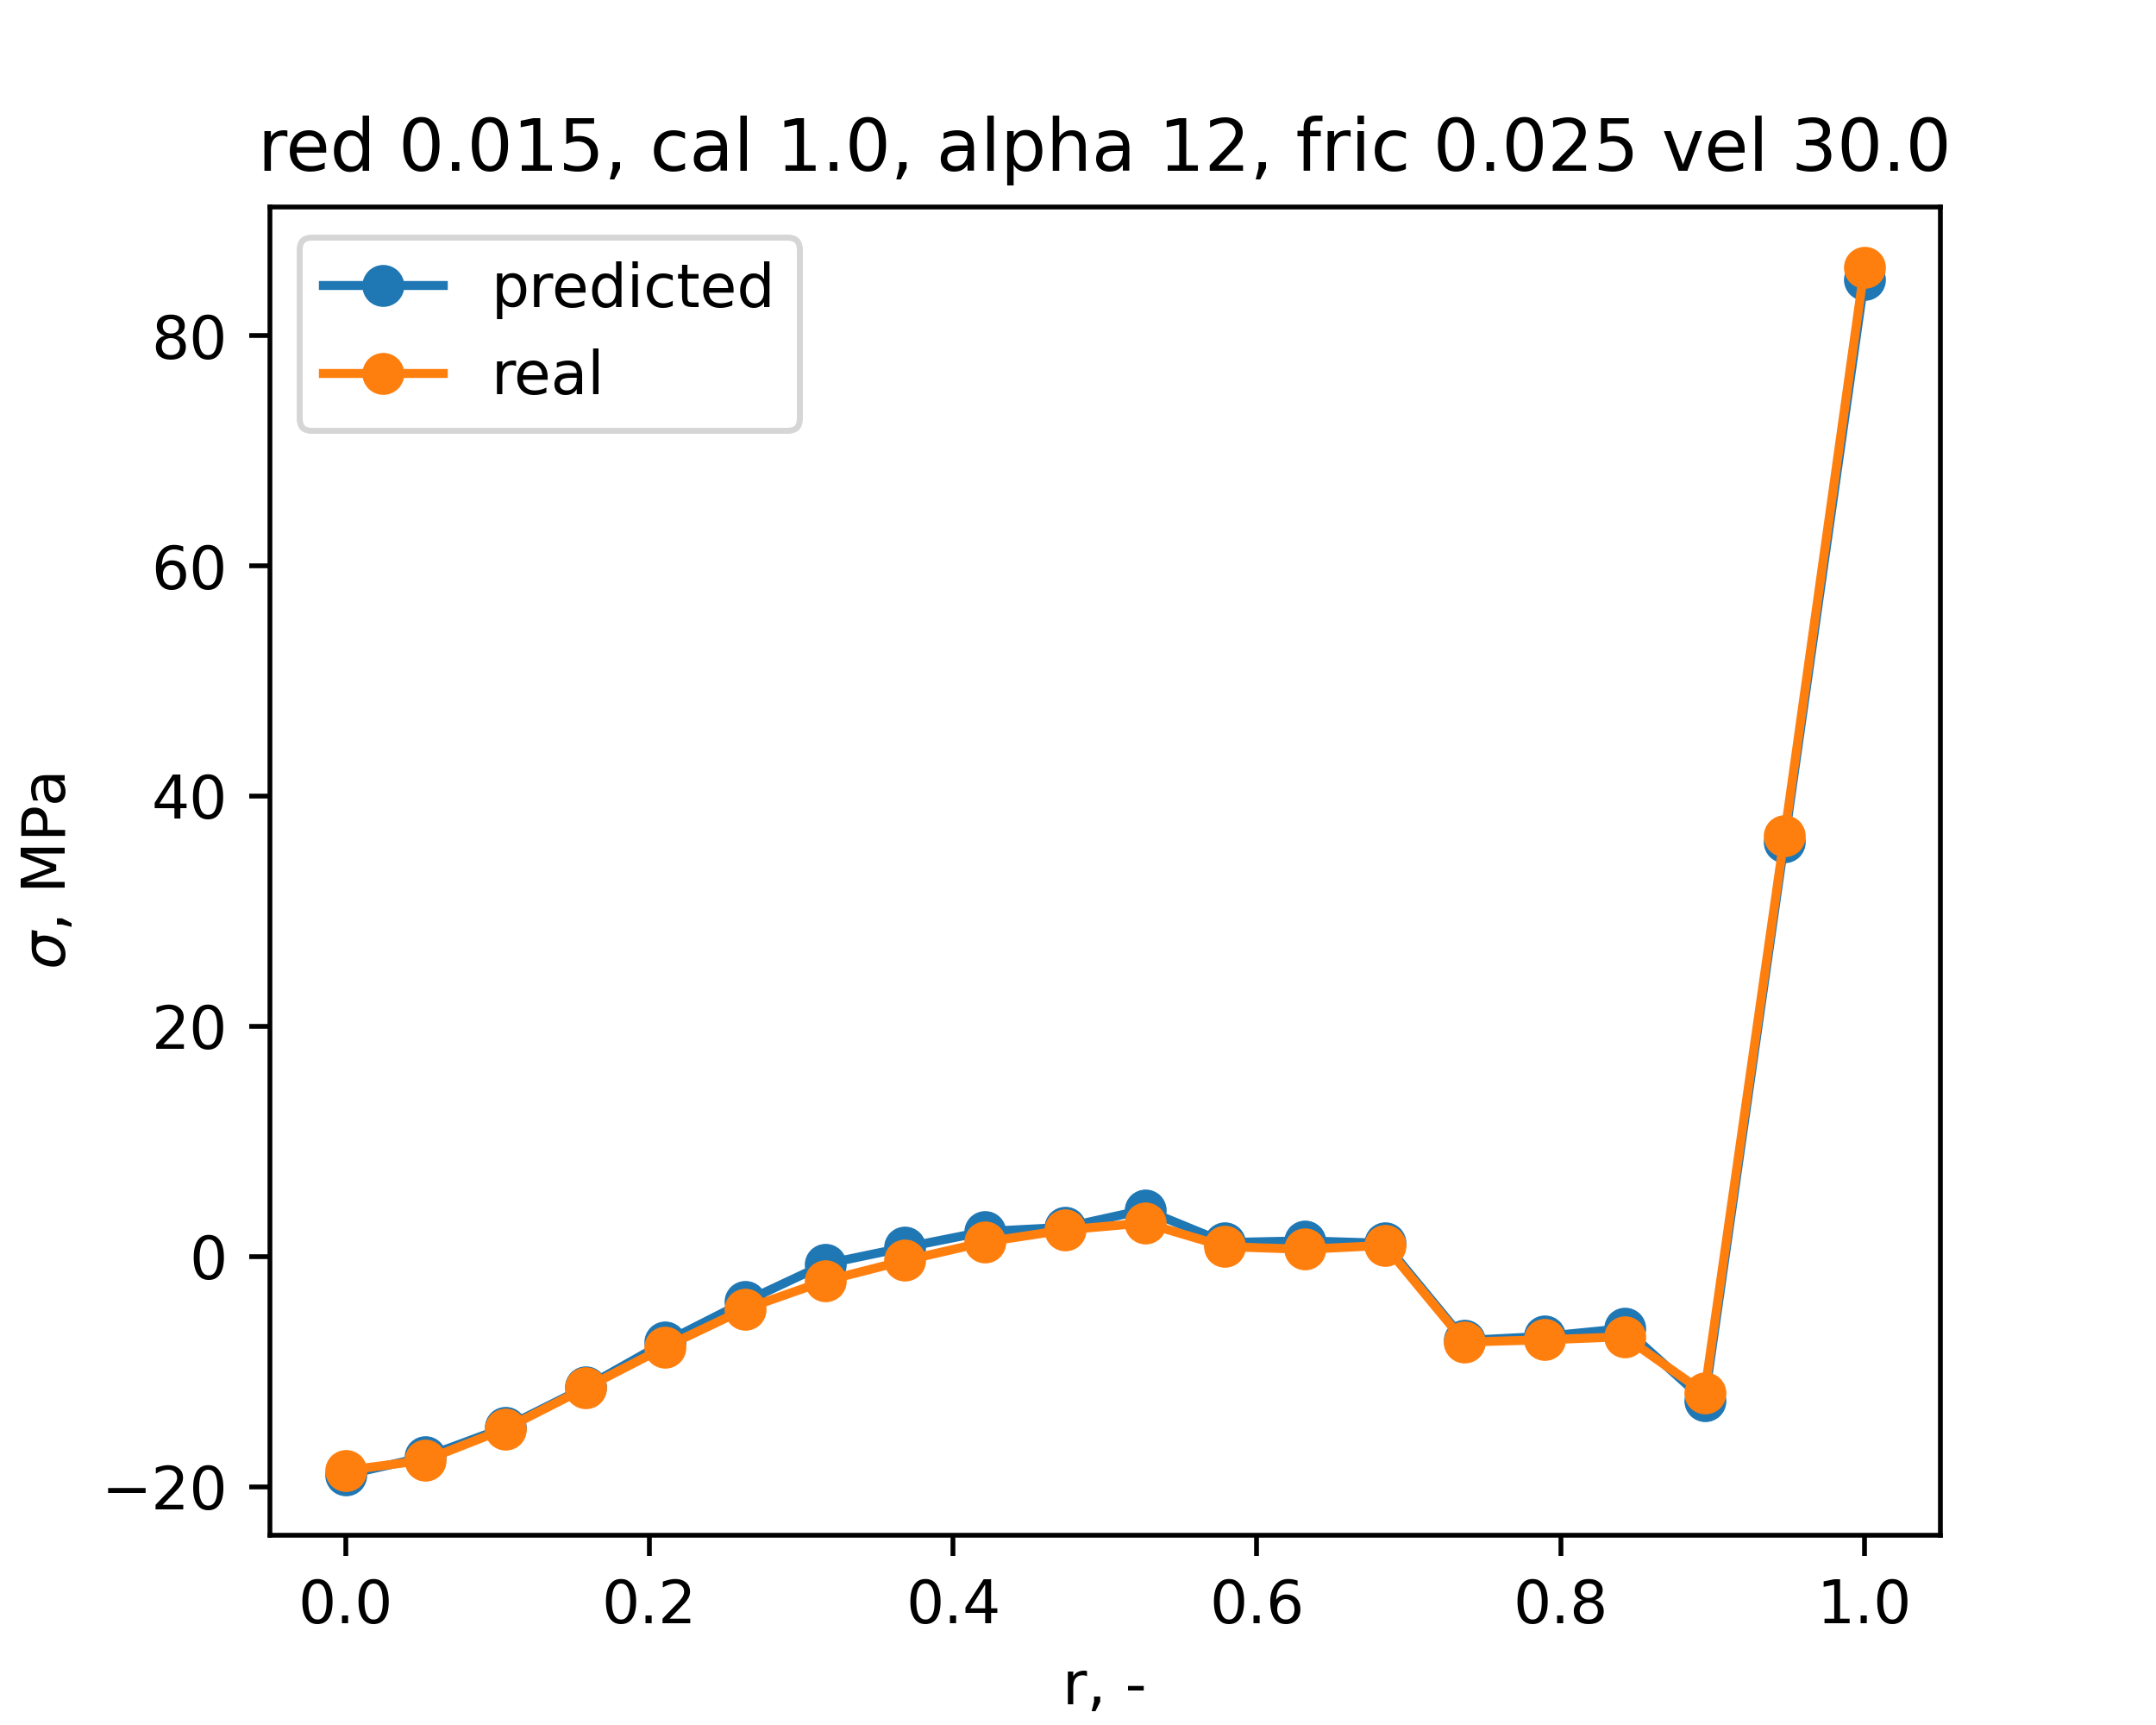 red 0.015, cal 1.0, alpha 12, fric 0.025 vel 30.0
predicted
real
80
60
40
20
0
−20
σ, MPa
0.0 0.2 0.4 0.6 0.8 1.0
r, -